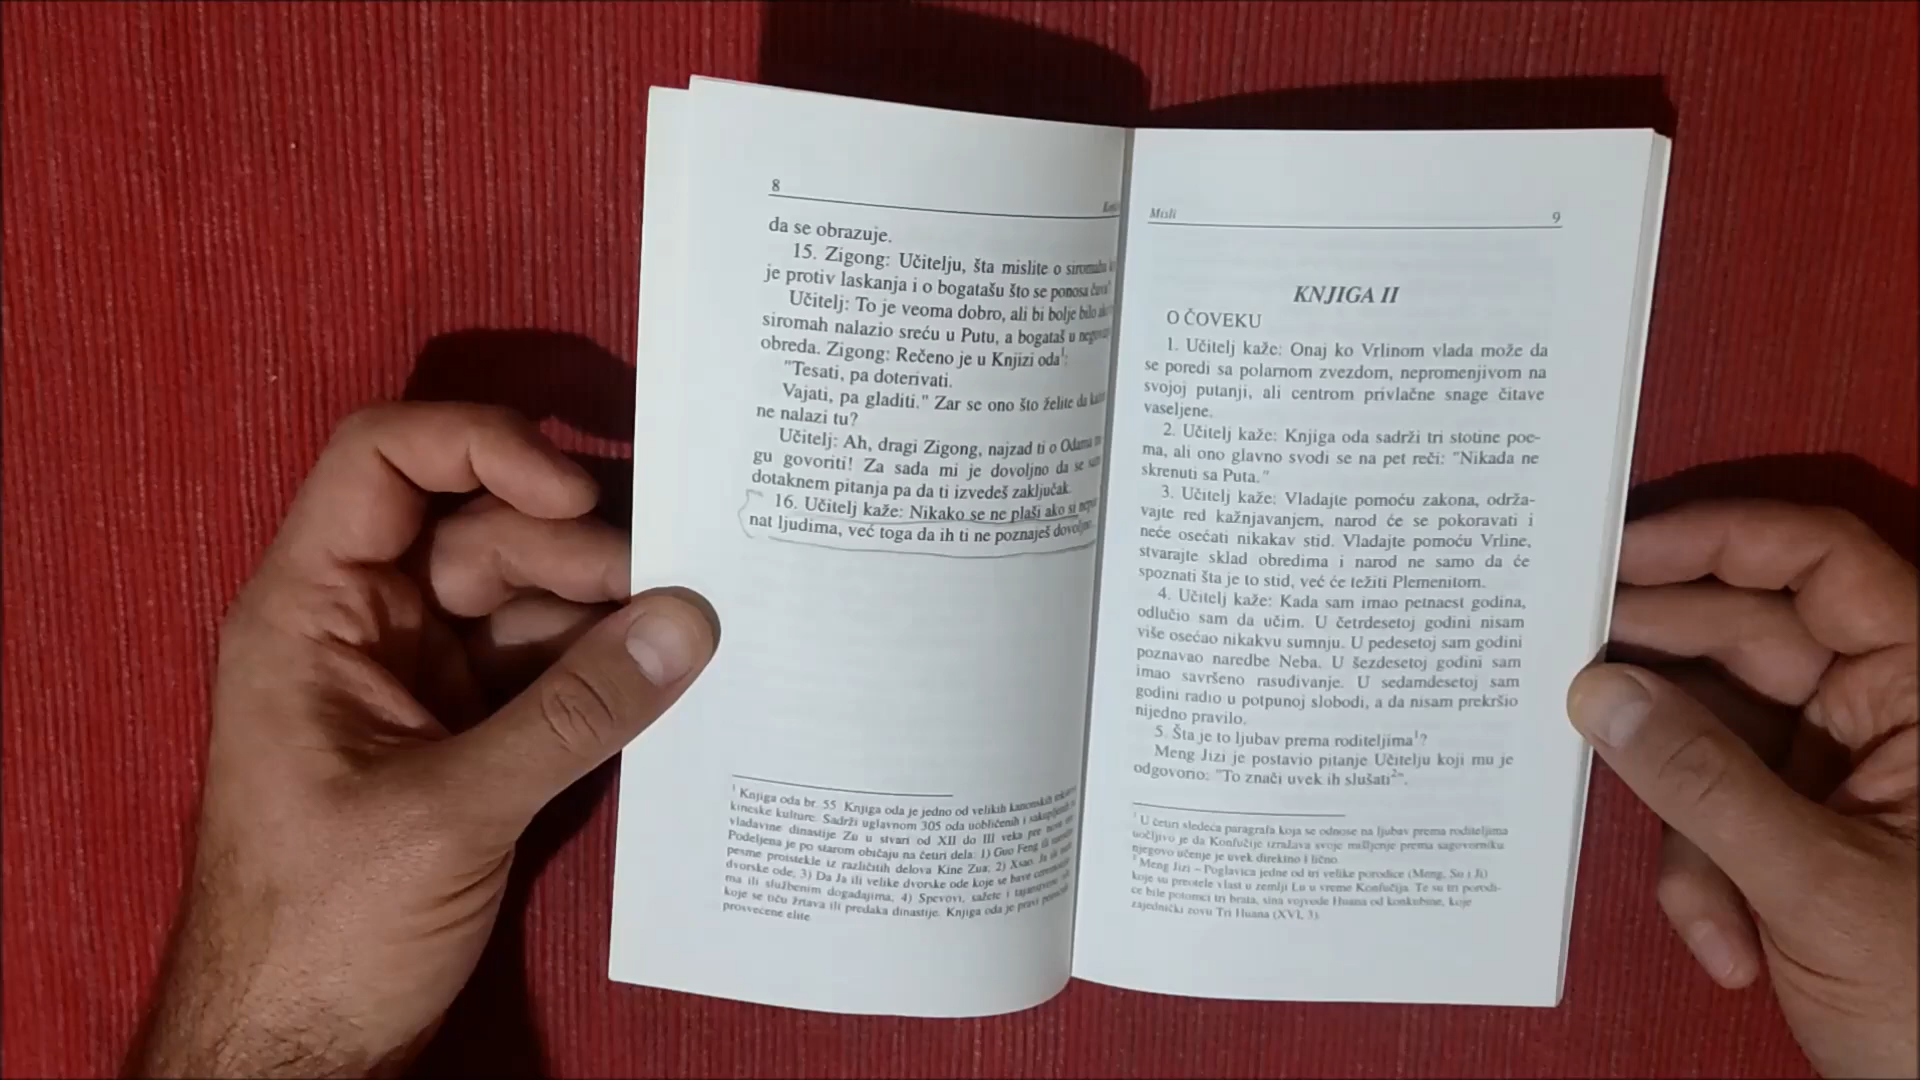 8
da se obrazuje.
15. Zigong: Učitelju, šta mislite o siromahu
je protiv laskanja i o bogatašu što se ponosa čuva
Učitelj: To je veoma dobro, ali bi bolje bilo
siromah nalazio sreću u Putu, a bogataš u
obreda. Zigong: Rečeno je u Knjizi oda¹:
"Tesati, pa doterivati.
Vajati, pa gladiti." Zar se ono što želite da
ne nalazi tu?
Učitelj: Ah, dragi Zigong, najzad ti o Odama
gu govoriti! Za sada mi je dovoljno da se
dotaknem pitanja pa da ti izvedeš zaključak.
16. Učitelj kaže: Nikako se ne plaši ako si
nat ljudima, već toga da ih ti ne poznaješ
¹ Knjiga oda br. 55 Knjiga oda je jedno od velikih kanonskih
kineske kulture. Sadrži uglavnom 305 oda uobličenih i
vladavine dinastije Zu u stvari od XII do III veka pre
Podeljena je po starom običaju na četiri dela: 1) Guo Feng ili
pesme proistekle iz različitih delova Kine Zua; 2) Xsao
dvorske ode; 3) Da Ja ili velike dvorske ode koje se bave
ma ili službenim događajima, 4) Spevovi, sažete i
koje se tiču žrtava ili predaka dinastije. Knjiga oda je
prosvećene elite.
Misli 9
KNJIGA II
O ČOVEKU
1. Učitelj kaže: Onaj ko Vrlinom vlada može da
se poredi sa polarnom zvezdom, nepromenjivom na
svojoj putanji, ali centrom privlačne snage čitave
vaseljene.
2. Učitelj kaže: Knjiga oda sadrži tri stotine poe-
ma, ali ono glavno svodi se na pet reči: "Nikada ne
skrenuti sa Puta."
3. Učitelj kaže: Vladajte pomoću zakona, održa-
vajte red kažnjavanjem, narod će se pokoravati i
neće osećati nikakav stid. Vladajte pomoću Vrline,
stvarajte sklad obredima i narod ne samo da će
spoznati šta je to stid, već će težiti Plemenitom.
4. Učitelj kaže: Kada sam imao petnaest godina,
odlučio sam da učim. U četrdesetoj godini nisam
više osećao nikakvu sumnju. U pedesetoj sam godini
poznavao naredbe Neba. U šezdesetoj godini sam
imao savršeno rasuđivanje. U sedamdesetoj sam
godini radio u potpunoj slobodi, a da nisam prekršio
nijedno pravilo.
5. Šta je to ljubav prema roditeljima¹?
Meng Jizi je postavio pitanje Učitelju koji mu je
odgovorio: "To znači uvek ih slušati²".
¹ U četiri sledeća paragrafa koja se odnose na ljubav prema roditeljima
uočljivo je da Konfučije izražava svoje mišljenje prema sagovorniku
njegovo učenje je uvek direktno i lično.
² Meng Jizi – Poglavica jedne od tri velike porodice (Meng, Su i Ji)
koje su preotele vlast u zemlji Lu u vreme Konfučija. Te su tri porodi-
ce bile potomci tri brata, sina vojvode Huana od konkubine, koje
zajednički zovu Tri Huana (XVI, 3).